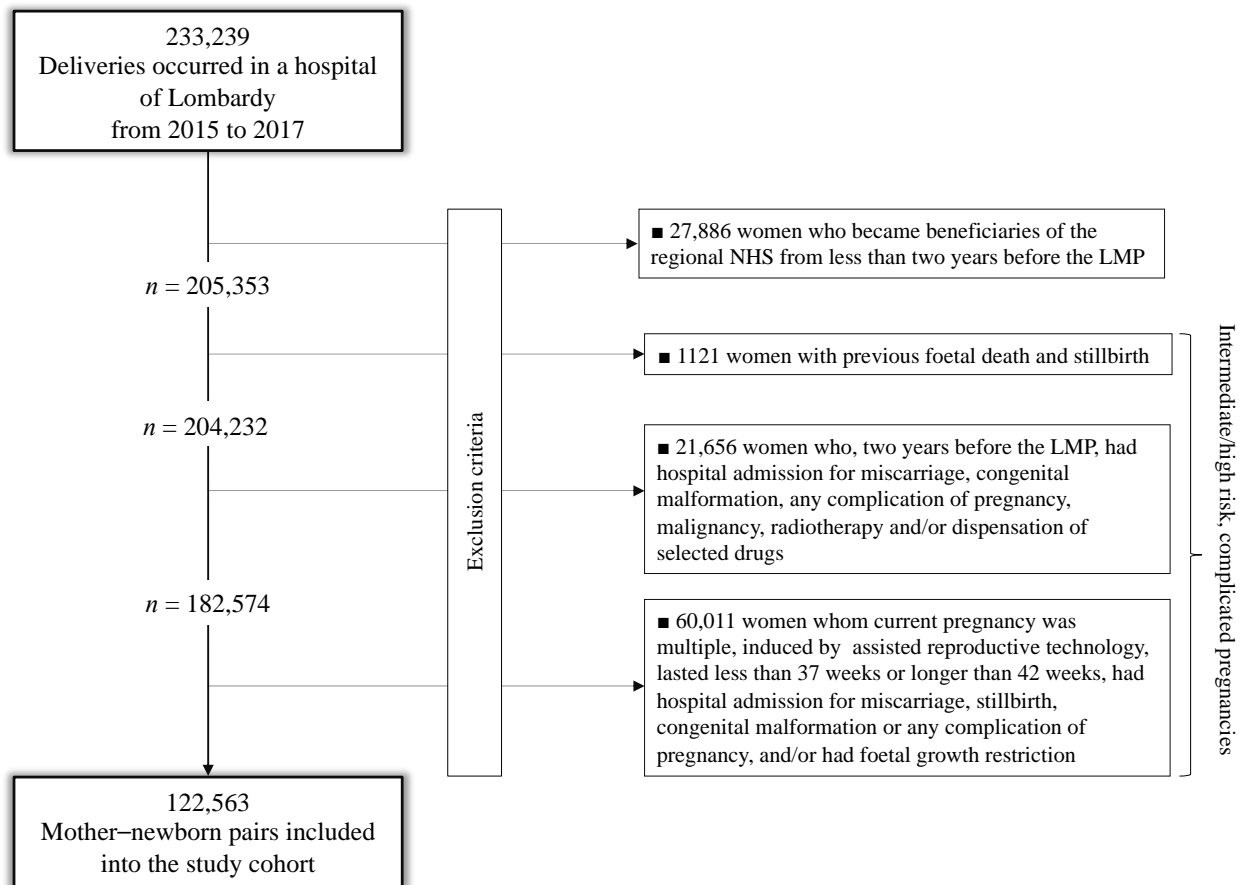 233,239
Deliveries occurred in a hospital
of Lombardy
from 2015 to 2017
■ 27,886 women who became beneficiaries of the
regional NHS from less than two years before the LMP
n = 205,353
■ 1121 women with previous foetal death and stillbirth
n = 204,232
Exclusion criteria
■ 21,656 women who, two years before the LMP, had
hospital admission for miscarriage, congenital
malformation, any complication of pregnancy,
malignancy, radiotherapy and/or dispensation of
selected drugs
Intermediate/high risk, complicated pregnancies
n = 182,574
■ 60,011 women whom current pregnancy was
multiple, induced by  assisted reproductive technology,
lasted less than 37 weeks or longer than 42 weeks, had
hospital admission for miscarriage, stillbirth,
congenital malformation or any complication of
pregnancy, and/or had foetal growth restriction
122,563
Mother–newborn pairs included
into the study cohort